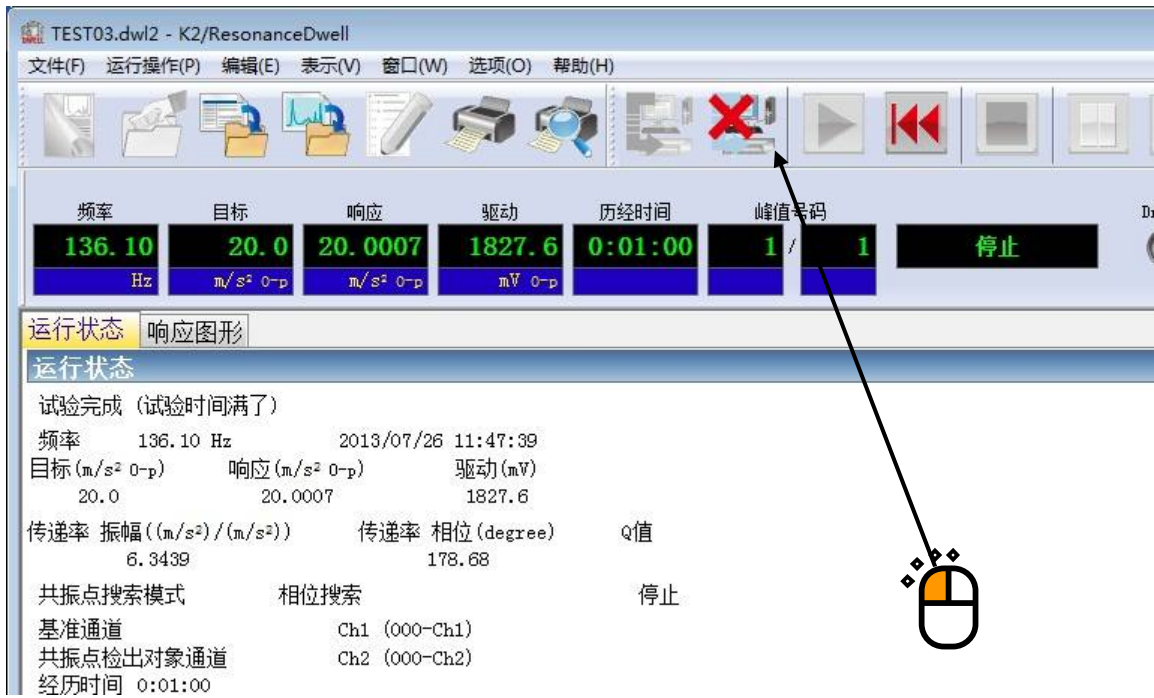 TEST03.dwl2 - K2/ResonanceDwell
文件(F) 运行操作(P) 编辑(E) 表示(V) 窗口(W) 选项(O) 帮助(H)
频率 目标 响应 驱动 历经时间 峰值号码
136.10 20.0 20.0007 1827.6 0:01:00 1 / 1 停止
Hz m/s² 0-p m/s² 0-p mV 0-p
运行状态 响应图形
运行状态
试验完成 (试验时间满了)
频率 136.10 Hz 2013/07/26 11:47:39
目标(m/s² 0-p) 响应(m/s² 0-p) 驱动(mV)
20.0 20.0007 1827.6
传递率 振幅((m/s²)/(m/s²)) 传递率 相位(degree) Q值
6.3439 178.68
共振点搜索模式 相位搜索 停止
基准通道 Ch1 (000-Ch1)
共振点检出对象通道 Ch2 (000-Ch2)
经历时间 0:01:00